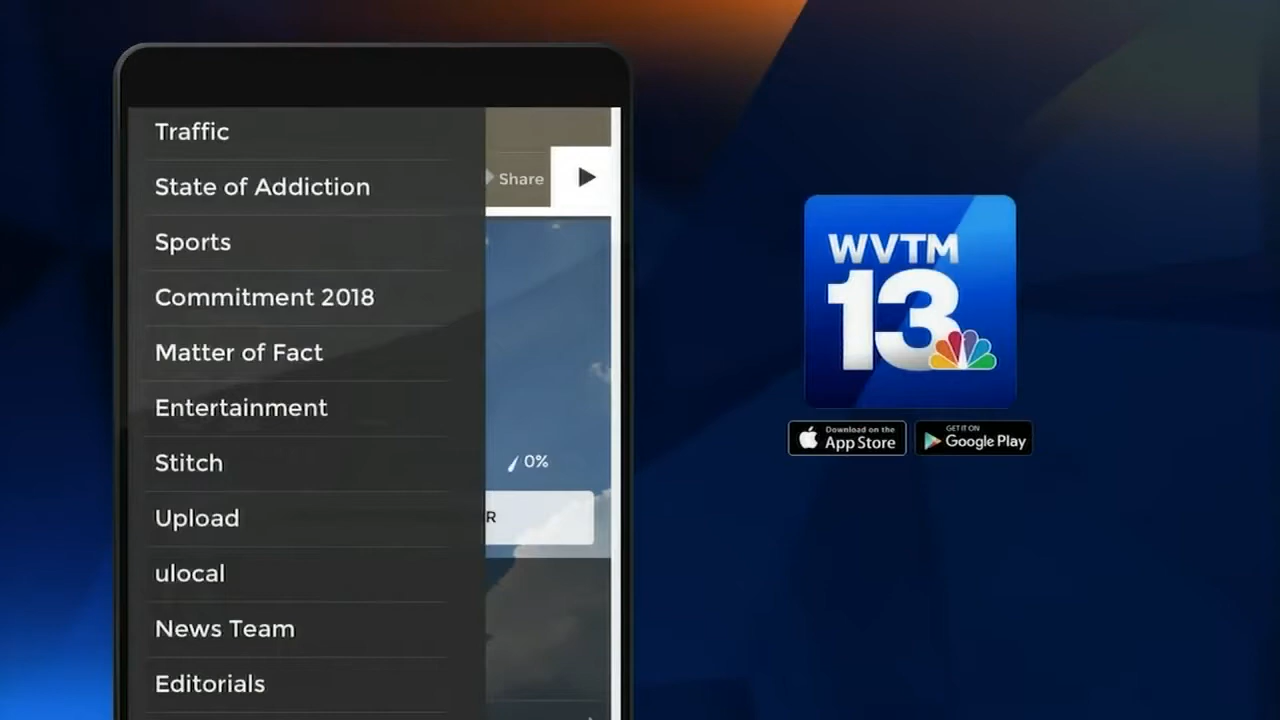 Traffic
State of Addiction
Sports
Commitment 2018
Matter of Fact
Entertainment
Stitch
Upload
ulocal
News Team
Editorials
Share
0%
R
WVTM
13
Download on the
App Store
GET IT ON
Google Play